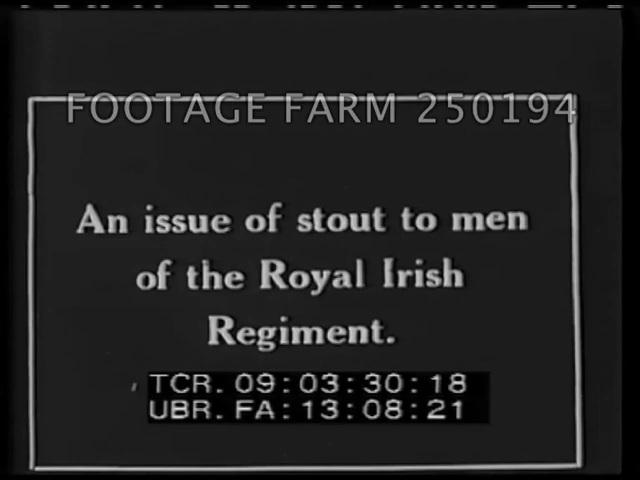 FOOTAGE FARM 250194
An issue of stout to men
of the Royal Irish
Regiment.
TCR. 09:03:30:18
UBR. FA:13:08:21